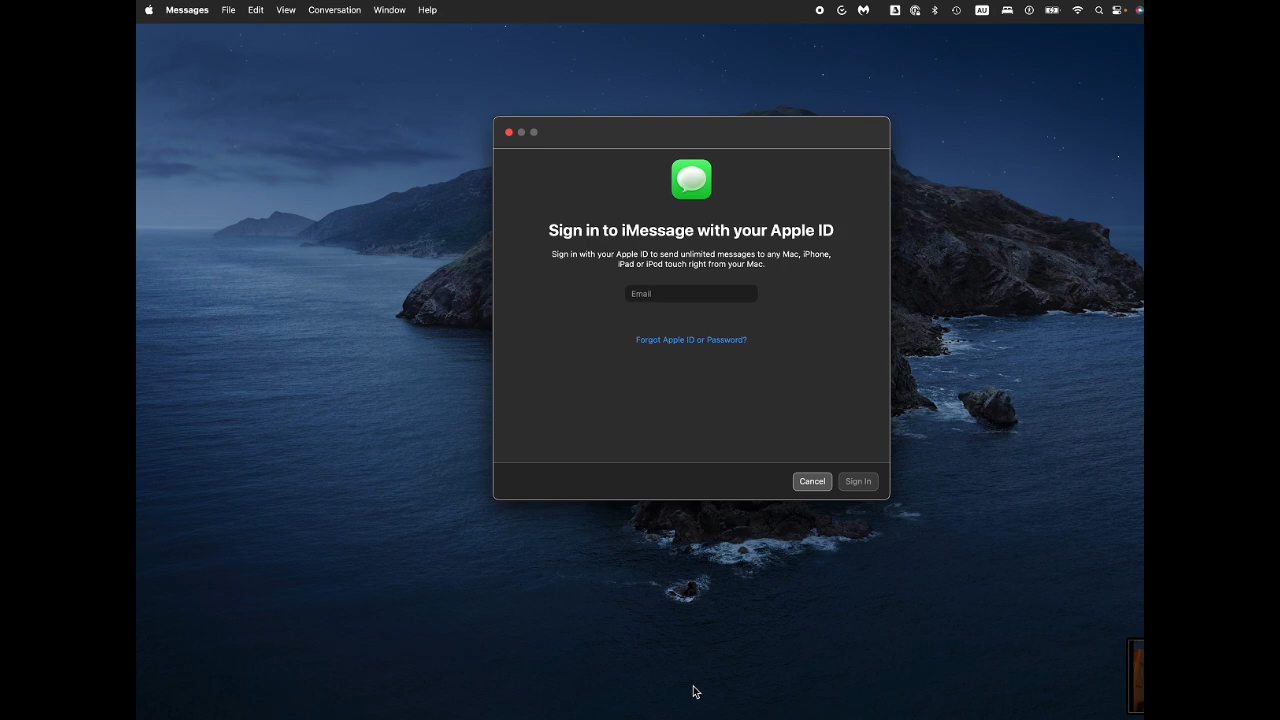 Messages File Edit View Conversation Window Help AU
Sign in to iMessage with your Apple ID
Sign in with your Apple ID to send unlimited messages to any Mac, iPhone,
iPad or iPod touch right from your Mac.
Email
Forgot Apple ID or Password?
Cancel Sign In